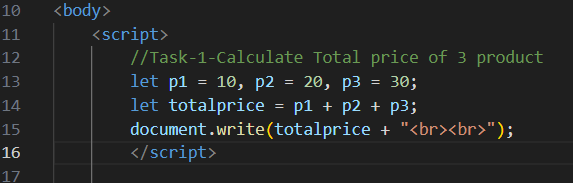 10 <body>
11 <script>
12 //Task-1-Calculate Total price of 3 product
13 let p1 = 10, p2 = 20, p3 = 30;
14 let totalprice = p1 + p2 + p3;
15 document.write(totalprice + "<br><br>");
16 </script>
17